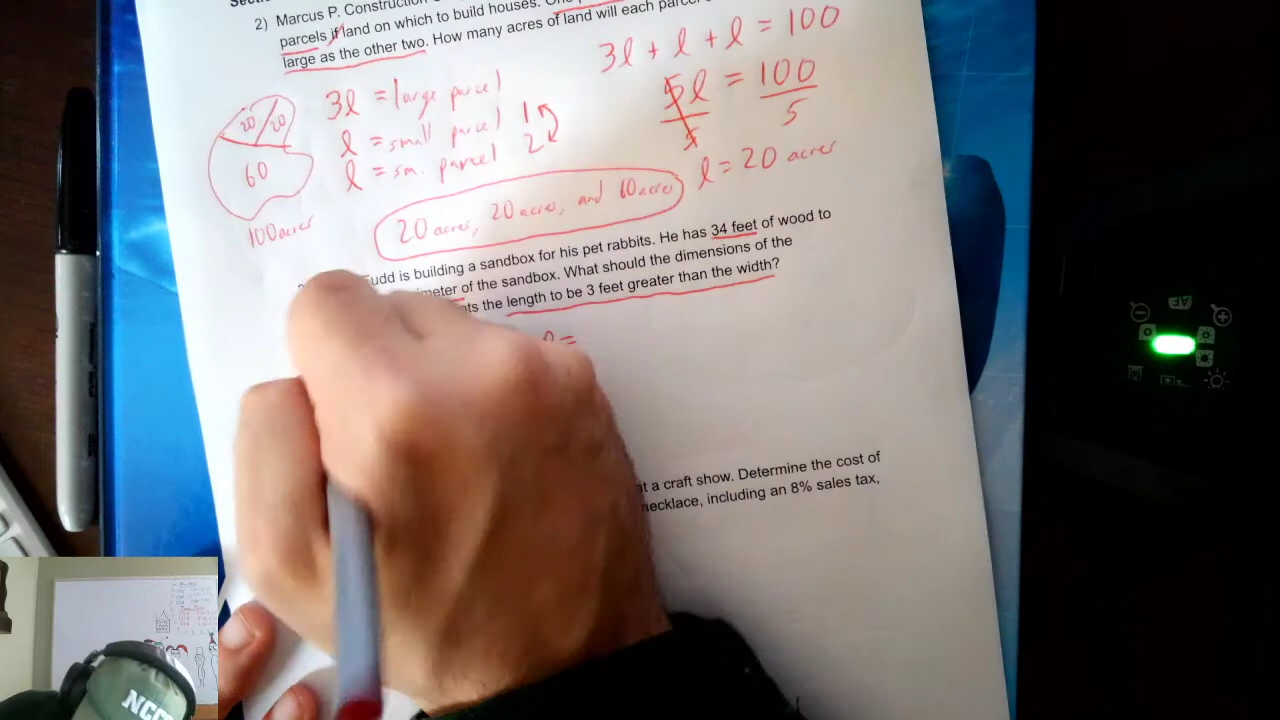 2) Marcus P. Construction
parcels if land on which to build houses. One
large as the other two. How many acres of land will each parcel
3l + l + l = 100
5l = 100
5 5
l = 20 acres
3l = large parcel
l = small parcel 1
l = sm. parcel 2
20 20
60
100 acres
20 acres, 20 acres, and 60 acres
Fudd is building a sandbox for his pet rabbits. He has 34 feet of wood to
of the sandbox. What should the dimensions of the
the length to be 3 feet greater than the width?
l =
at a craft show. Determine the cost of
necklace, including an 8% sales tax,
AF